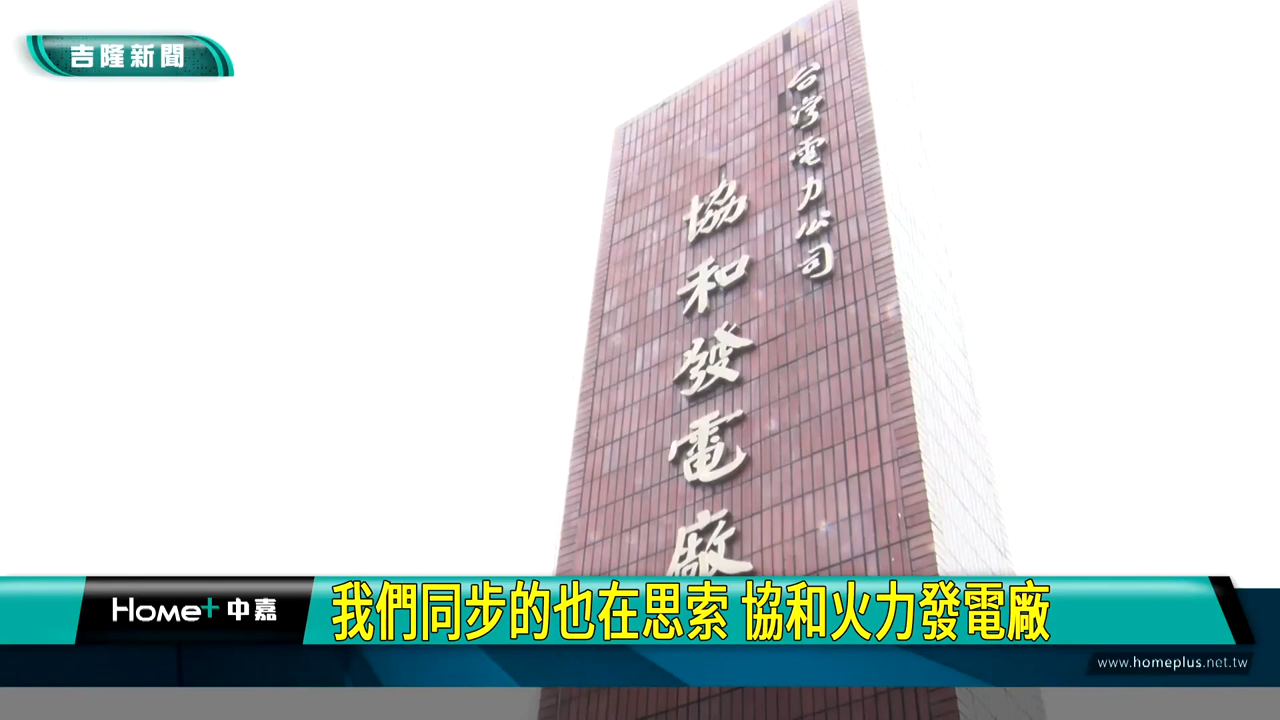 吉隆新聞
台灣電力公司
協和發電廠
Home+中嘉
我們同步的也在思索 協和火力發電廠
www.homeplus.net.tw